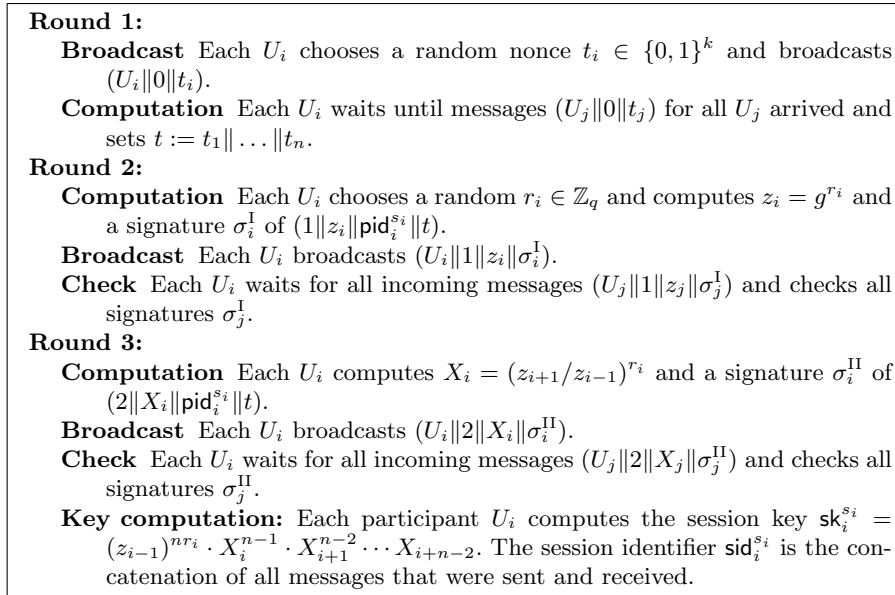 Round 1:
Broadcast Each U_i chooses a random nonce t_i ∈ {0, 1}^k and broadcasts
(U_i‖0‖t_i).
Computation Each U_i waits until messages (U_j‖0‖t_j) for all U_j arrived and
sets t := t_1‖ . . . ‖t_n.
Round 2:
Computation Each U_i chooses a random r_i ∈ ℤ_q and computes z_i = g^{r_i} and
a signature σ_i^I of (1‖z_i‖pid_i^{s_i}‖t).
Broadcast Each U_i broadcasts (U_i‖1‖z_i‖σ_i^I).
Check Each U_i waits for all incoming messages (U_j‖1‖z_j‖σ_j^I) and checks all
signatures σ_j^I.
Round 3:
Computation Each U_i computes X_i = (z_{i+1}/z_{i−1})^{r_i} and a signature σ_i^{II} of
(2‖X_i‖pid_i^{s_i}‖t).
Broadcast Each U_i broadcasts (U_i‖2‖X_i‖σ_i^{II}).
Check Each U_i waits for all incoming messages (U_j‖2‖X_j‖σ_j^{II}) and checks all
signatures σ_j^{II}.
Key computation: Each participant U_i computes the session key sk_i^{s_i} =
(z_{i−1})^{nr_i} · X_i^{n−1} · X_{i+1}^{n−2} · · · X_{i+n−2}. The session identifier sid_i^{s_i} is the con-
catenation of all messages that were sent and received.